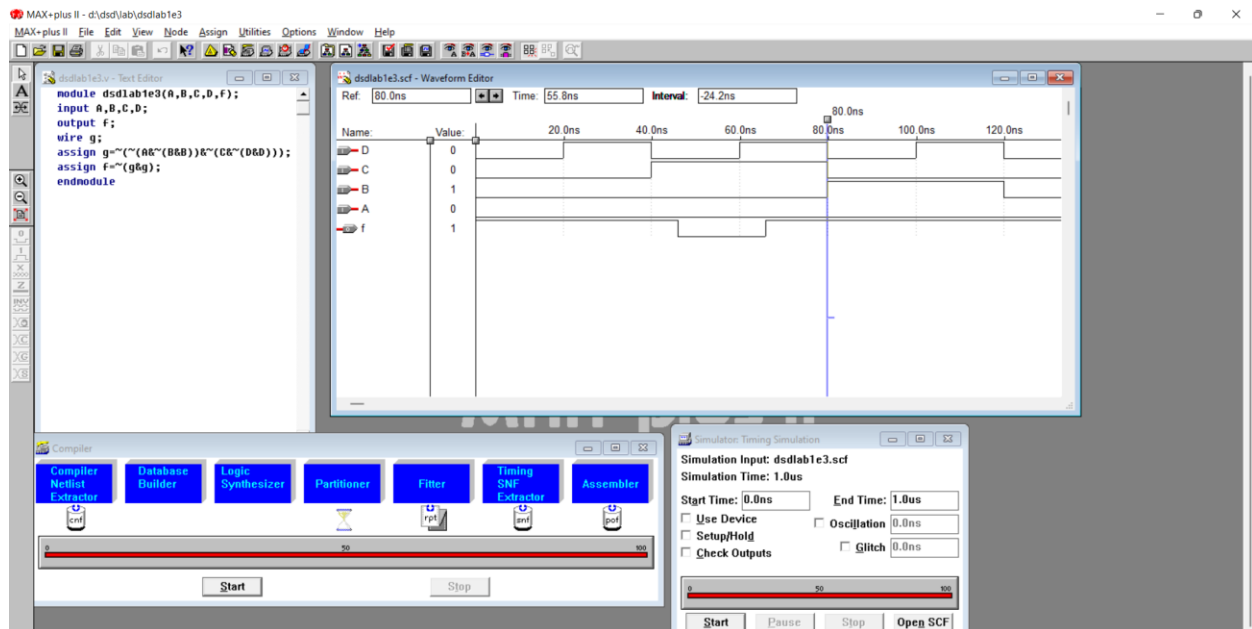 MAX+plus II - d:\dsd\lab\dsdlab1e3
MAX+plus II File Edit View Node Assign Utilities Options Window Help
dsdlab1e3.v - Text Editor
module dsdlab1e3(A,B,C,D,f);
input A,B,C,D;
output f;
wire g;
assign g=~(~(A&~(B&B))&~(C&~(D&D)));
assign f=~(g&g);
endmodule
dsdlab1e3.scf - Waveform Editor
Ref: 80.0ns Time: 55.8ns Interval: -24.2ns
80.0ns
Name: Value: 20.0ns 40.0ns 60.0ns 80.0ns 100.0ns 120.0ns
D 0
C 0
B 1
A 0
f 1
Compiler
Compiler Netlist Extractor
Database Builder
Logic Synthesizer
Partitioner
Fitter
Timing SNF Extractor
Assembler
cnf rpt snf pof
0 50 100
Start Stop
Simulator: Timing Simulation
Simulation Input: dsdlab1e3.scf
Simulation Time: 1.0us
Start Time: 0.0ns End Time: 1.0us
Use Device Oscillation 0.0ns
Setup/Hold
Check Outputs Glitch 0.0ns
0 50 100
Start Pause Stop Open SCF